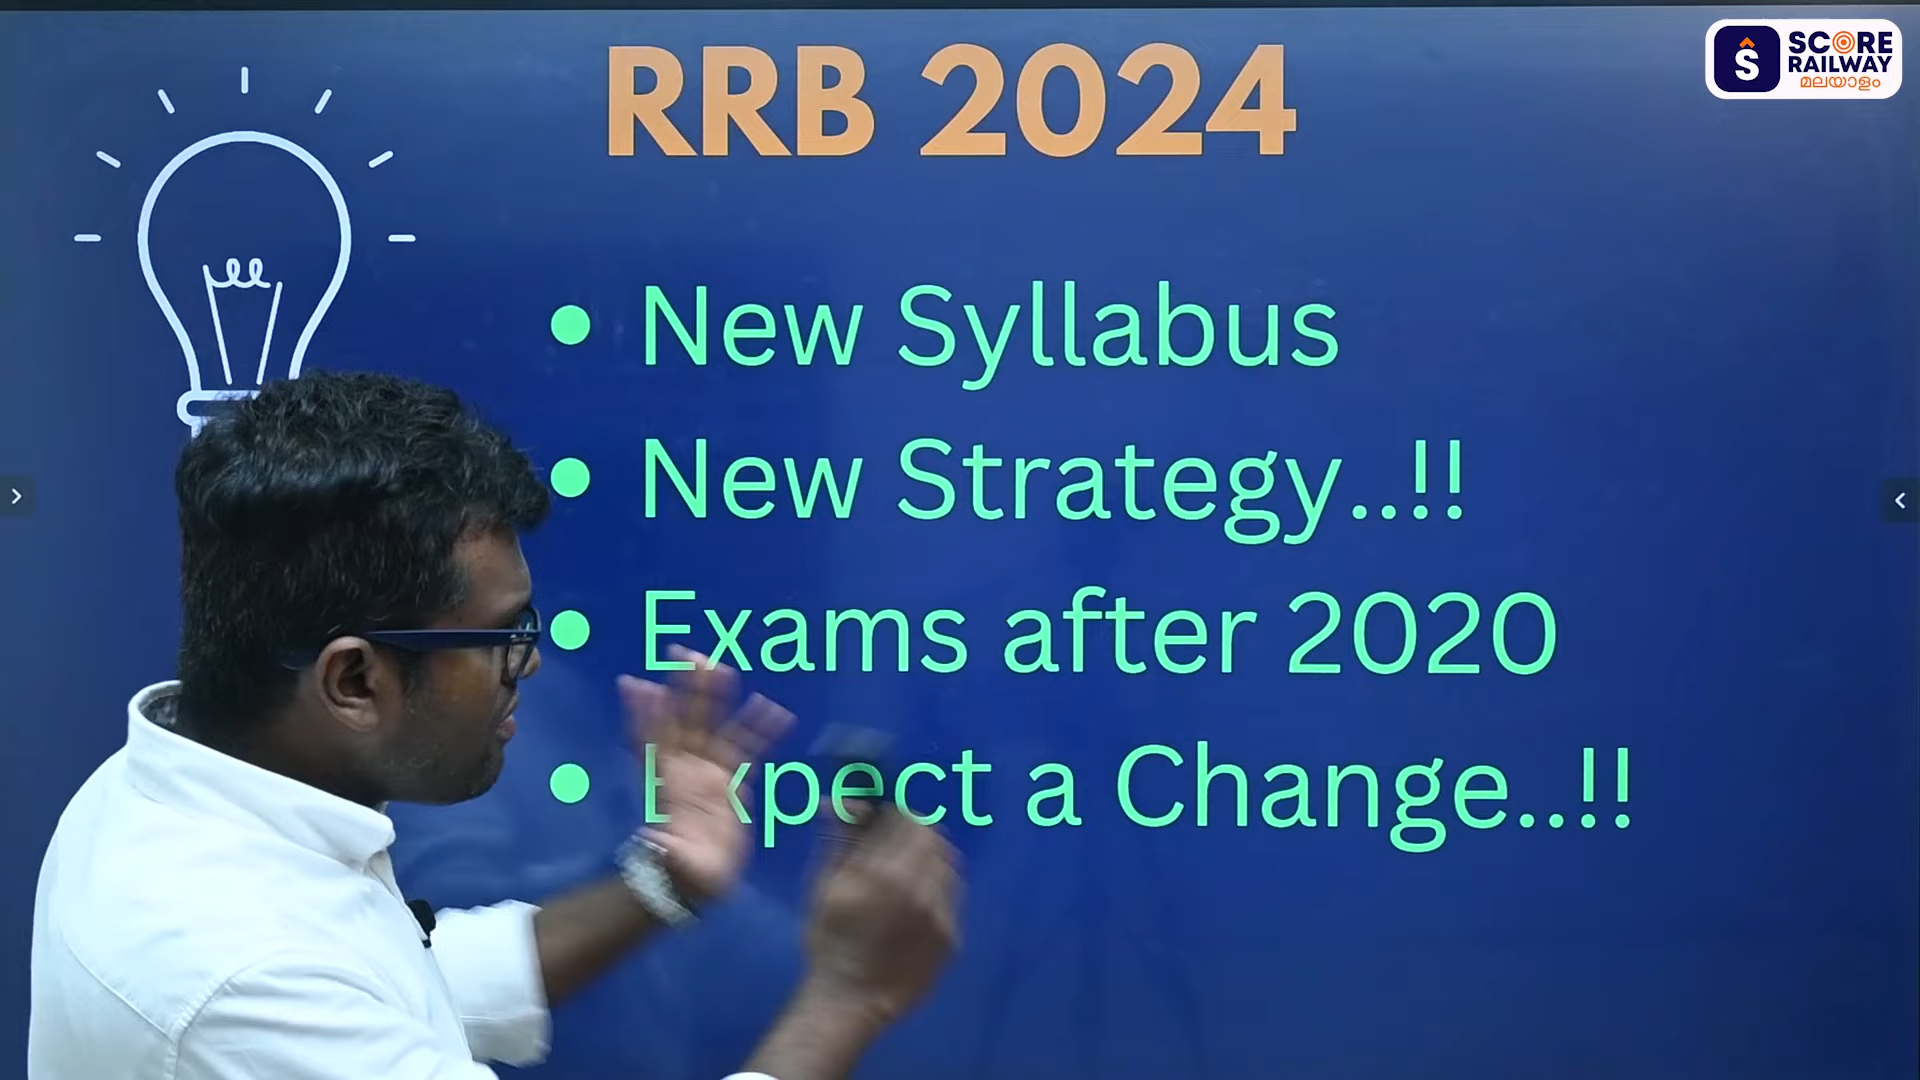 RRB 2024
SCORE
RAILWAY
മലയാളം
• New Syllabus
• New Strategy..!!
• Exams after 2020
• Expect a Change..!!